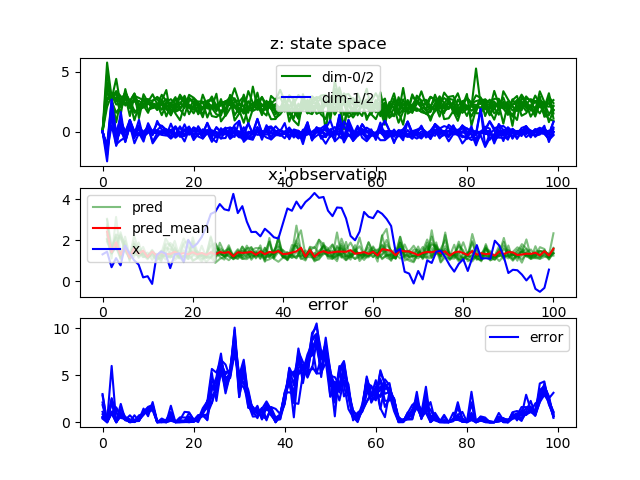 z: state space
5
0
dim-0/2
dim-1/2
0 20 40 60 80 100
x: observation
4
2
0
pred
pred_mean
x
0 20 40 60 80 100
error
10
5
0
error
0 20 40 60 80 100